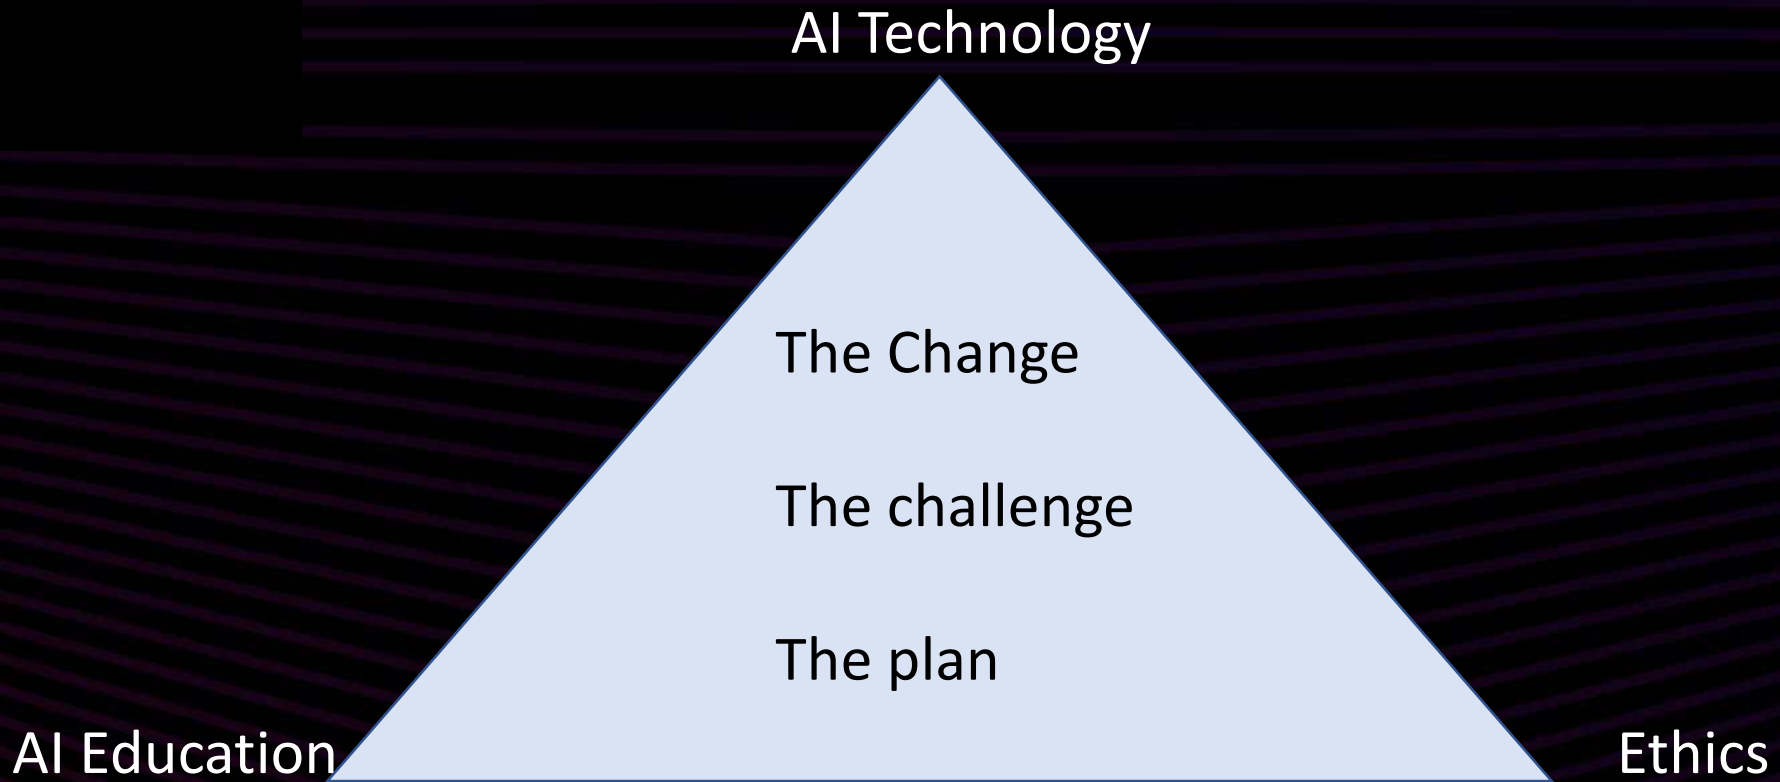 AI Technology
The Change
The challenge
The plan
AI Education
Ethics